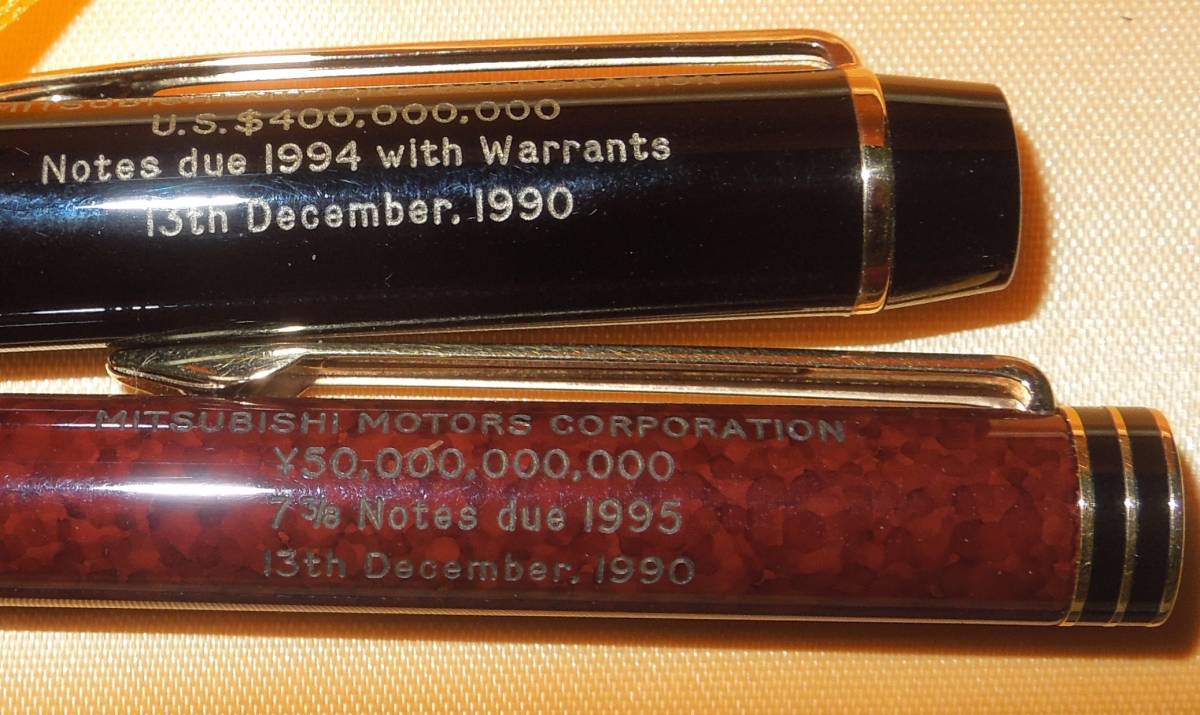 MITSUBISHI
U.S.$400,000,000
Notes due 1994 with Warrants
13th December, 1990
MITSUBISHI MOTORS CORPORATION
¥50,000,000,000
7⅝ Notes due 1995
13th December, 1990